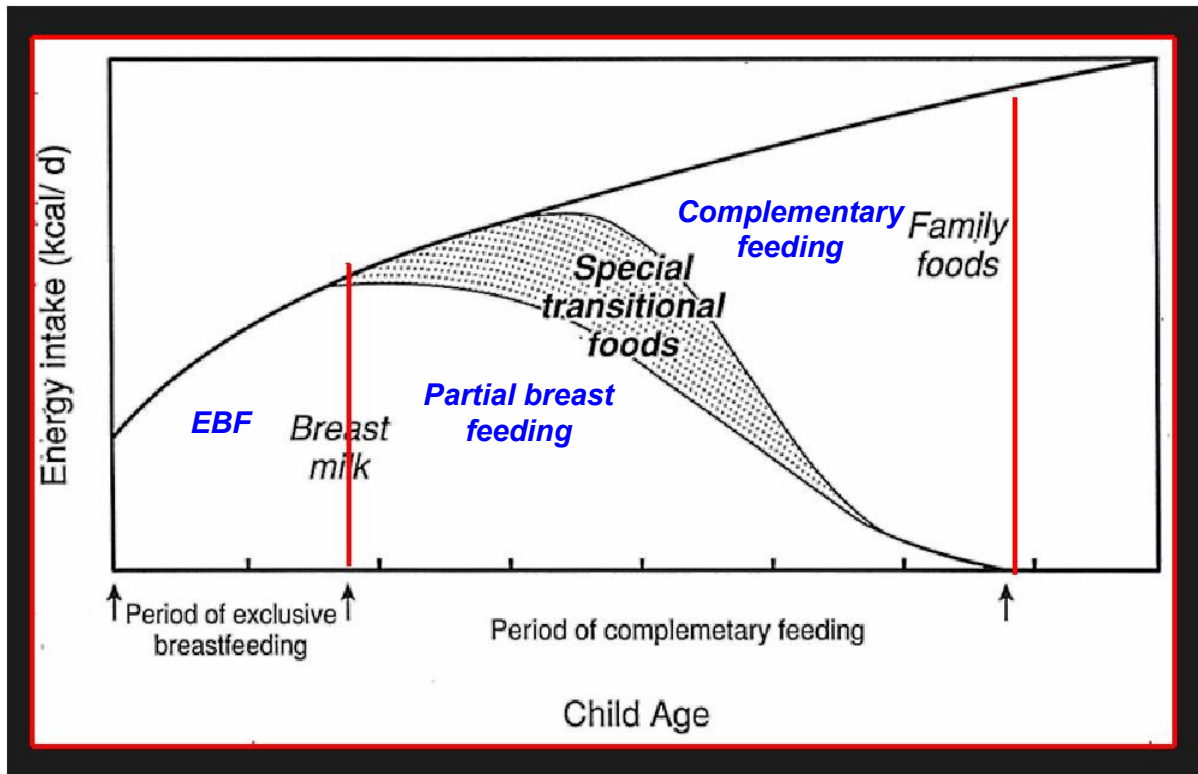 Energy intake (kcal/ d)
Complementary
feeding
Family
foods
Special
transitional
foods
EBF
Breast
milk
Partial breast
feeding
Period of exclusive
breastfeeding
Period of complemetary feeding
Child Age